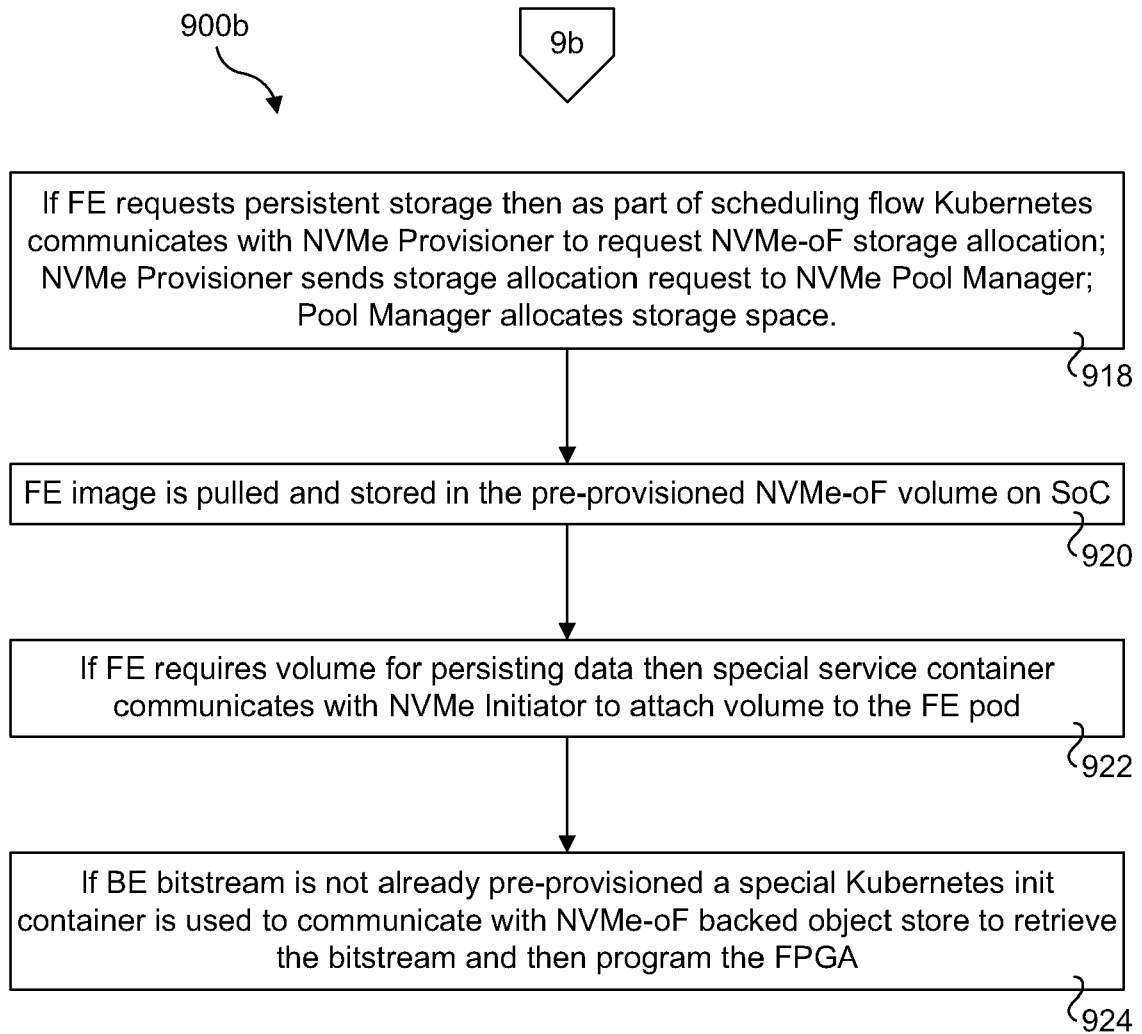 900b
9b
If FE requests persistent storage then as part of scheduling flow Kubernetes
communicates with NVMe Provisioner to request NVMe-oF storage allocation;
NVMe Provisioner sends storage allocation request to NVMe Pool Manager;
Pool Manager allocates storage space.
918
FE image is pulled and stored in the pre-provisioned NVMe-oF volume on SoC
920
If FE requires volume for persisting data then special service container
communicates with NVMe Initiator to attach volume to the FE pod
922
If BE bitstream is not already pre-provisioned a special Kubernetes init
container is used to communicate with NVMe-oF backed object store to retrieve
the bitstream and then program the FPGA
924